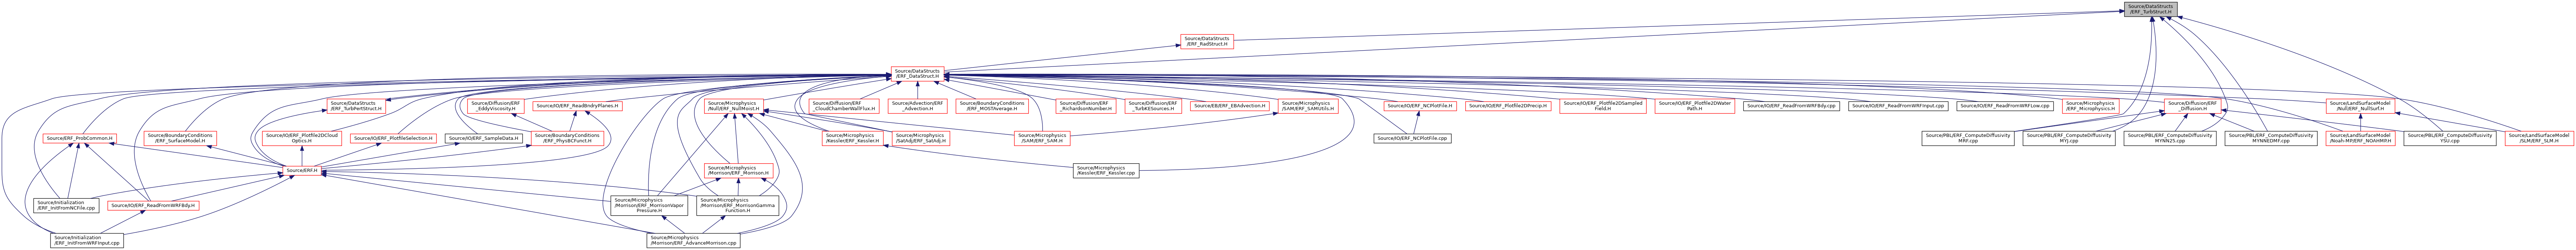 Source/DataStructs
/ERF_TurbStruct.H
Source/DataStructs
/ERF_RadStruct.H
Source/DataStructs
/ERF_DataStruct.H
Source/DataStructs
/ERF_TurbPertStruct.H
Source/Diffusion/ERF
_EddyViscosity.H
Source/IO/ERF_ReadBndryPlanes.H
Source/Microphysics
/Null/ERF_NullMoist.H
Source/Diffusion/ERF
_CloudChamberWallFlux.H
Source/Advection/ERF
_Advection.H
Source/BoundaryConditions
/ERF_MOSTAverage.H
Source/Diffusion/ERF
_RichardsonNumber.H
Source/Diffusion/ERF
_TurbKESources.H
Source/EB/ERF_EBAdvection.H
Source/Microphysics
/SAM/ERF_SAMUtils.H
Source/IO/ERF_NCPlotFile.H
Source/IO/ERF_Plotfile2DPrecip.H
Source/IO/ERF_Plotfile2DSampled
Field.H
Source/IO/ERF_Plotfile2DWater
Path.H
Source/IO/ERF_ReadFromWRFBdy.cpp
Source/IO/ERF_ReadFromWRFInput.cpp
Source/IO/ERF_ReadFromWRFLow.cpp
Source/Microphysics
/ERF_Microphysics.H
Source/Diffusion/ERF
_Diffusion.H
Source/LandSurfaceModel
/Null/ERF_NullSurf.H
Source/ERF_ProbCommon.H
Source/BoundaryConditions
/ERF_SurfaceModel.H
Source/IO/ERF_Plotfile2DCloud
Optics.H
Source/IO/ERF_PlotfileSelection.H
Source/IO/ERF_SampleData.H
Source/BoundaryConditions
/ERF_PhysBCFunct.H
Source/Microphysics
/Kessler/ERF_Kessler.H
Source/Microphysics
/SatAdj/ERF_SatAdj.H
Source/Microphysics
/SAM/ERF_SAM.H
Source/IO/ERF_NCPlotFile.cpp
Source/PBL/ERF_ComputeDiffusivity
MRF.cpp
Source/PBL/ERF_ComputeDiffusivity
MYJ.cpp
Source/PBL/ERF_ComputeDiffusivity
MYNN25.cpp
Source/PBL/ERF_ComputeDiffusivity
MYNNEDMF.cpp
Source/LandSurfaceModel
/Noah-MP/ERF_NOAHMP.H
Source/PBL/ERF_ComputeDiffusivity
YSU.cpp
Source/LandSurfaceModel
/SLM/ERF_SLM.H
Source/ERF.H
Source/Microphysics
/Morrison/ERF_Morrison.H
Source/Microphysics
/Kessler/ERF_Kessler.cpp
Source/Initialization
/ERF_InitFromNCFile.cpp
Source/IO/ERF_ReadFromWRFBdy.H
Source/Microphysics
/Morrison/ERF_MorrisonVapor
Pressure.H
Source/Microphysics
/Morrison/ERF_MorrisonGamma
Function.H
Source/Initialization
/ERF_InitFromWRFInput.cpp
Source/Microphysics
/Morrison/ERF_AdvanceMorrison.cpp